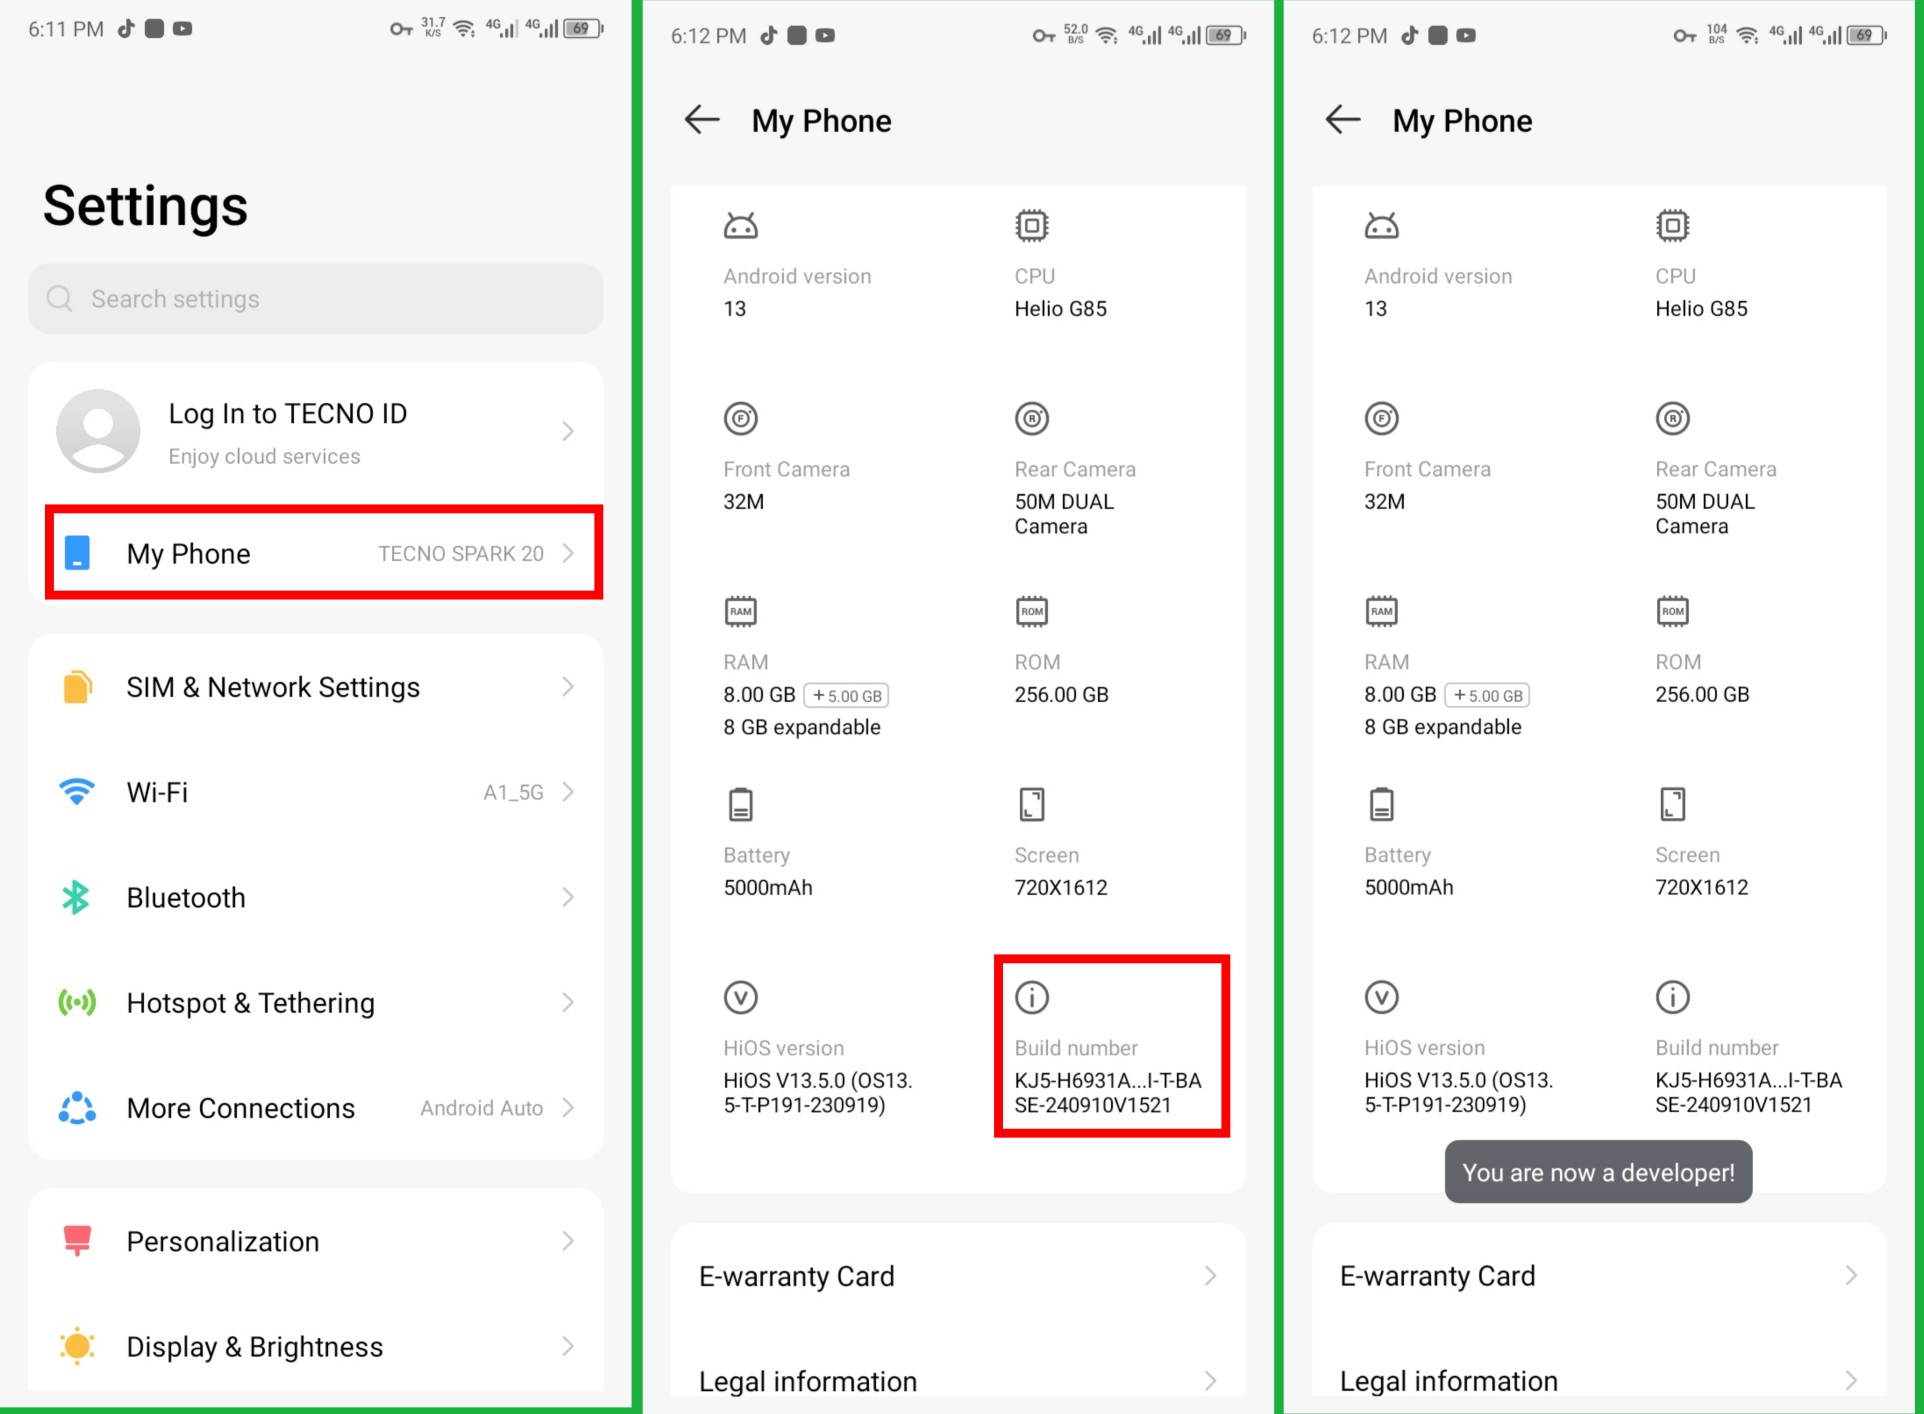 6:11 PM
31.7
K/S
4G
4G
69
Settings
Search settings
Log In to TECNO ID
Enjoy cloud services
My Phone
TECNO SPARK 20
SIM & Network Settings
Wi-Fi
A1_5G
Bluetooth
Hotspot & Tethering
More Connections
Android Auto
Personalization
Display & Brightness
6:12 PM
52.0
B/S
4G
4G
69
My Phone
Android version
13
CPU
Helio G85
F
Front Camera
32M
R
Rear Camera
50M DUAL
Camera
RAM
RAM
8.00 GB +5.00 GB
8 GB expandable
ROM
ROM
256.00 GB
Battery
5000mAh
Screen
720X1612
V
HiOS version
HiOS V13.5.0 (OS13.
5-T-P191-230919)
i
Build number
KJ5-H6931A...I-T-BA
SE-240910V1521
E-warranty Card
Legal information
6:12 PM
104
B/S
4G
4G
69
My Phone
Android version
13
CPU
Helio G85
F
Front Camera
32M
R
Rear Camera
50M DUAL
Camera
RAM
RAM
8.00 GB +5.00 GB
8 GB expandable
ROM
ROM
256.00 GB
Battery
5000mAh
Screen
720X1612
V
HiOS version
HiOS V13.5.0 (OS13.
5-T-P191-230919)
i
Build number
KJ5-H6931A...I-T-BA
SE-240910V1521
You are now a developer!
E-warranty Card
Legal information